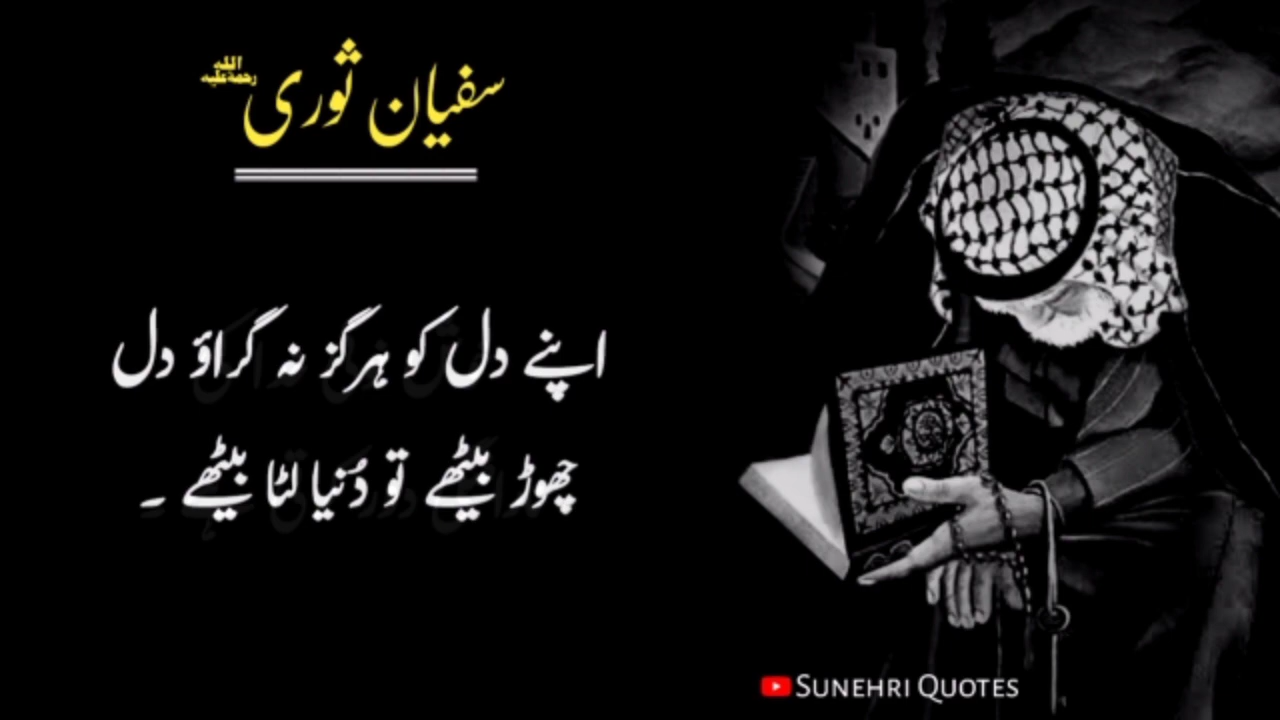 سفیان ثوری رحمۃ اللہ علیہ
اپنے دل کو ہرگز نہ گراؤ دل
چھوڑ بیٹھے تو دُنیا لٹا بیٹھے ۔
SUNEHRI QUOTES